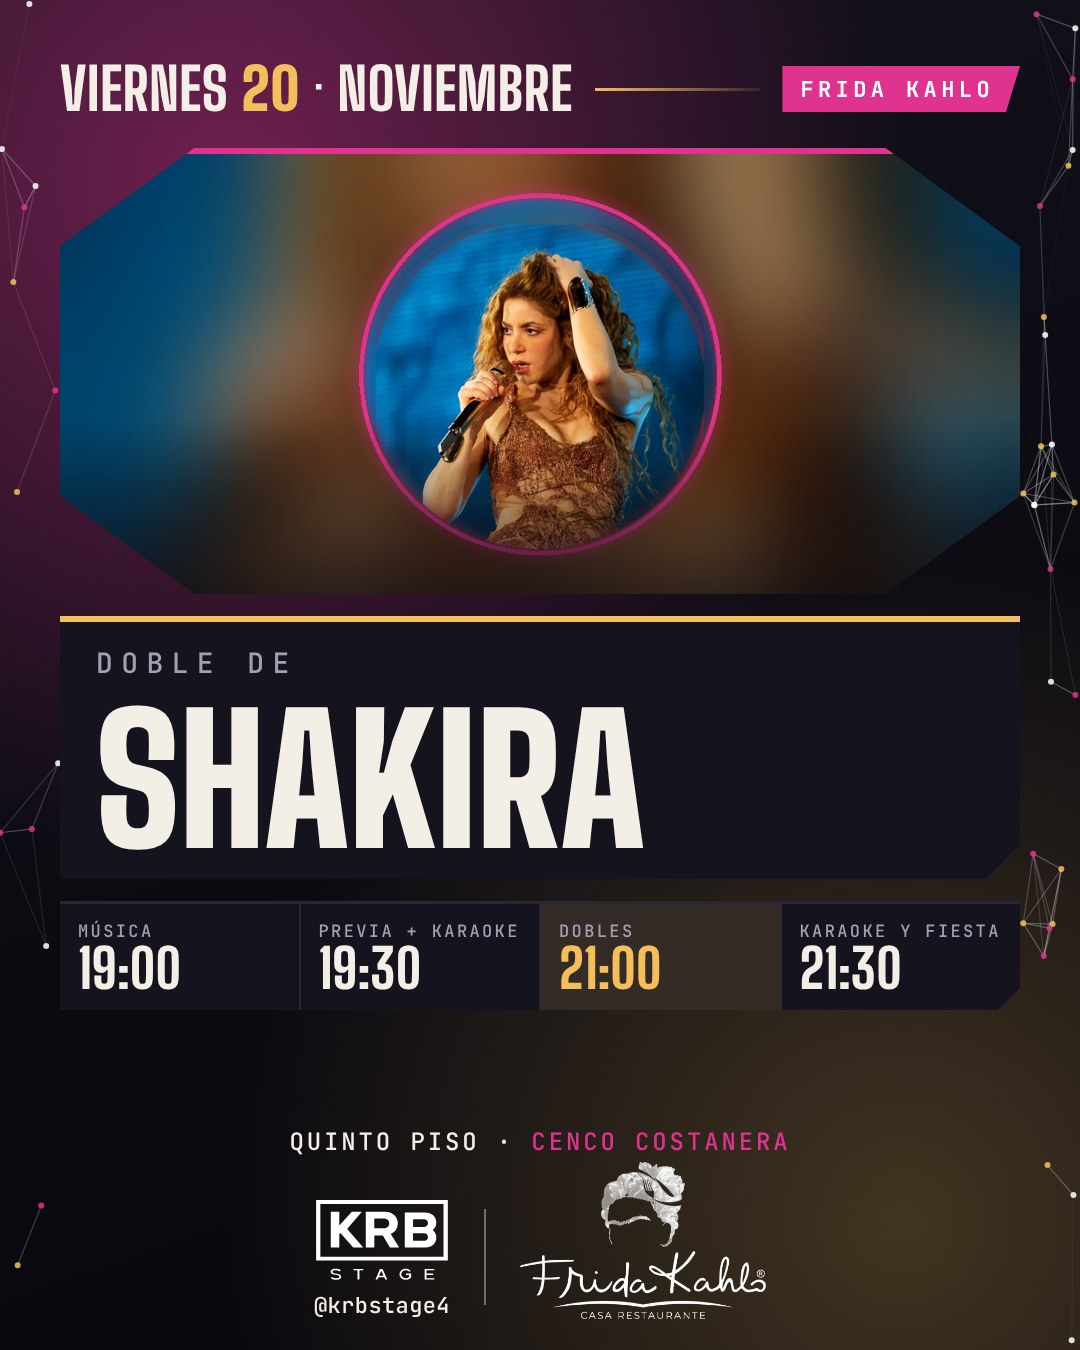 VIERNES 20 · NOVIEMBRE
FRIDA KAHLO
DOBLE DE
SHAKIRA
MÚSICA
19:00
PREVIA + KARAOKE
19:30
DOBLES
21:00
KARAOKE Y FIESTA
21:30
QUINTO PISO · CENCO COSTANERA
KRB
STAGE
@krbstage4
Frida Kahlo®
CASA RESTAURANTE